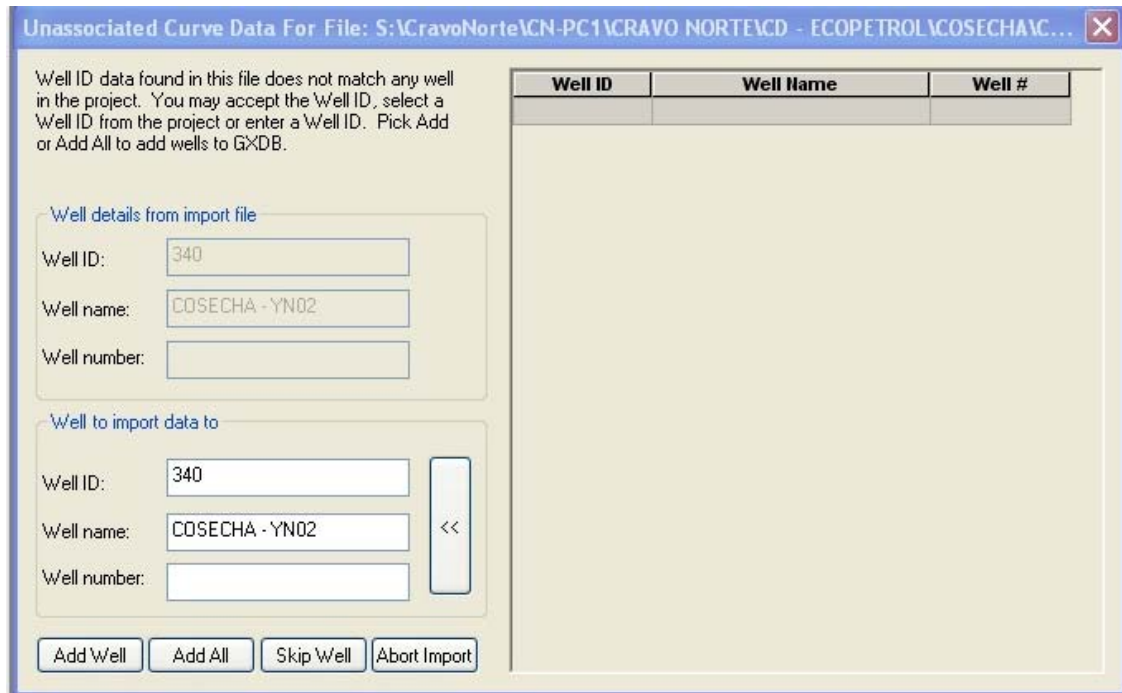 Unassociated Curve Data For File: S:\CravoNorte\CN-PC1\CRAVO NORTE\CD - ECOPETROL\COSECHA\C...
Well ID data found in this file does not match any well
in the project. You may accept the Well ID, select a
Well ID from the project or enter a Well ID. Pick Add
or Add All to add wells to GXDB.
Well details from import file
Well ID: 340
Well name: COSECHA - YN02
Well number:
Well to import data to
Well ID: 340
Well name: COSECHA - YN02
Well number:
<<
Add Well Add All Skip Well Abort Import
Well ID Well Name Well #